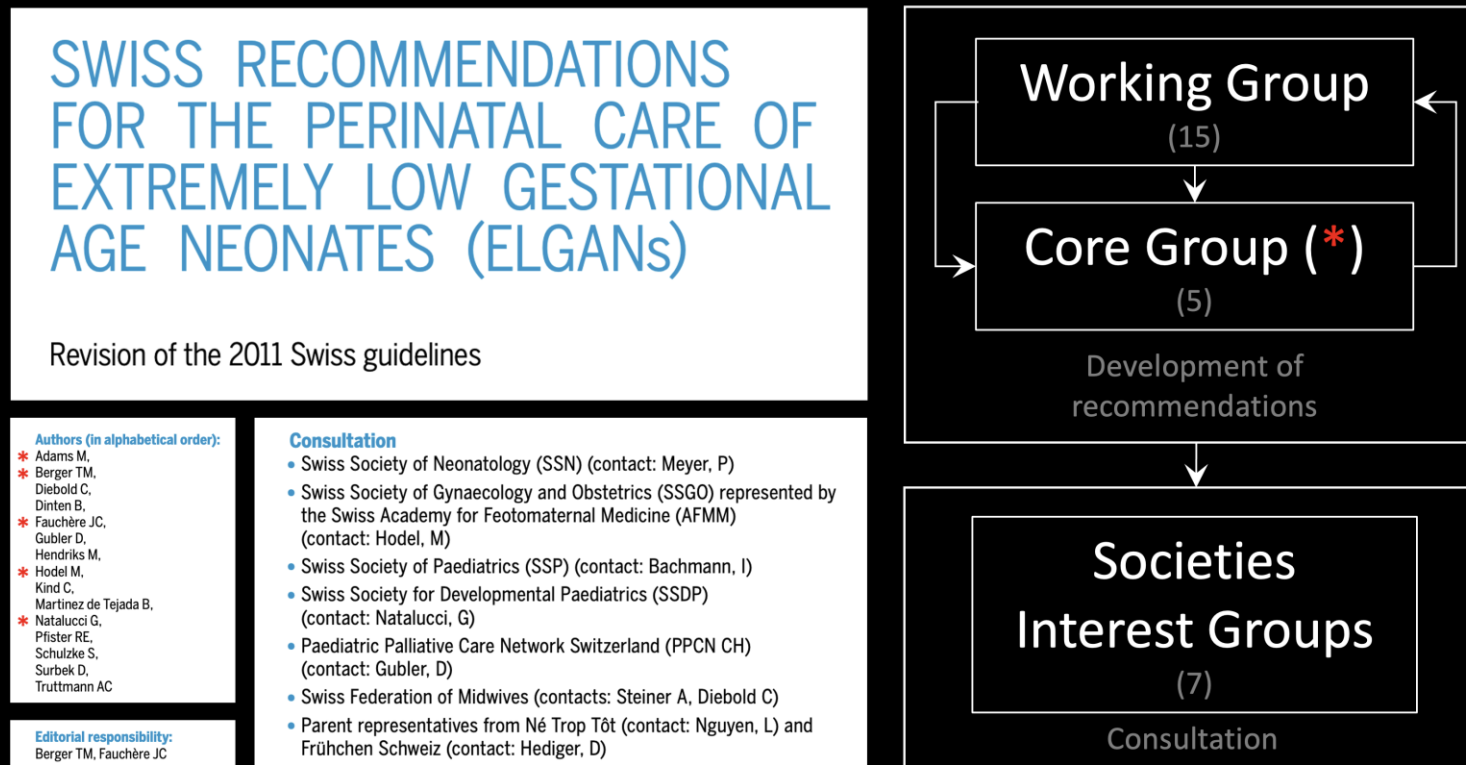 SWISS RECOMMENDATIONS
FOR THE PERINATAL CARE OF
EXTREMELY LOW GESTATIONAL
AGE NEONATES (ELGANs)
Revision of the 2011 Swiss guidelines
Authors (in alphabetical order):
* Adams M,
* Berger TM,
Diebold C,
Dinten B,
* Fauchère JC,
Gubler D,
Hendriks M,
* Hodel M,
Kind C,
Martinez de Tejada B,
* Natalucci G,
Pfister RE,
Schulzke S,
Surbek D,
Truttmann AC
Editorial responsibility:
Berger TM, Fauchère JC
Consultation
• Swiss Society of Neonatology (SSN) (contact: Meyer, P)
• Swiss Society of Gynaecology and Obstetrics (SSGO) represented by
the Swiss Academy for Feotomaternal Medicine (AFMM)
(contact: Hodel, M)
• Swiss Society of Paediatrics (SSP) (contact: Bachmann, I)
• Swiss Society for Developmental Paediatrics (SSDP)
(contact: Natalucci, G)
• Paediatric Palliative Care Network Switzerland (PPCN CH)
(contact: Gubler, D)
• Swiss Federation of Midwives (contacts: Steiner A, Diebold C)
• Parent representatives from Né Trop Tôt (contact: Nguyen, L) and
Frühchen Schweiz (contact: Hediger, D)
Working Group
(15)
Core Group (*)
(5)
Development of
recommendations
Societies
Interest Groups
(7)
Consultation